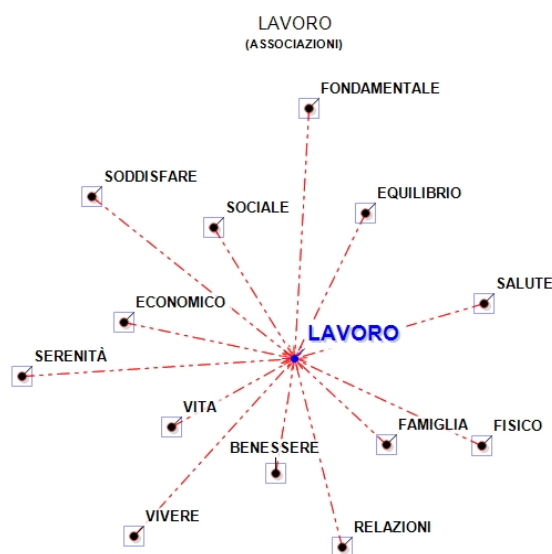 LAVORO
(ASSOCIAZIONI)
FONDAMENTALE
SODDISFARE
EQUILIBRIO
SOCIALE
SALUTE
ECONOMICO
LAVORO
SERENITÀ
VITA
FAMIGLIA
FISICO
BENESSERE
VIVERE
RELAZIONI